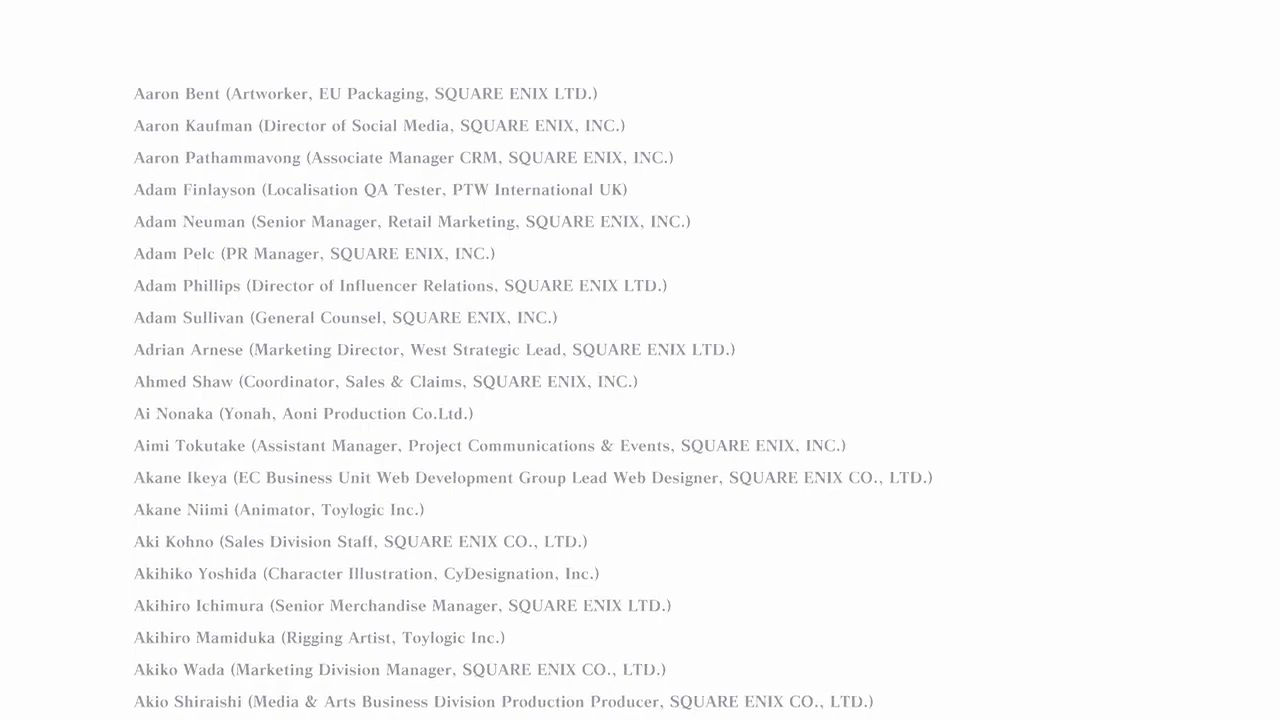 Aaron Bent (Artworker, EU Packaging, SQUARE ENIX LTD.)
Aaron Kaufman (Director of Social Media, SQUARE ENIX, INC.)
Aaron Pathammavong (Associate Manager CRM, SQUARE ENIX, INC.)
Adam Finlayson (Localisation QA Tester, PTW International UK)
Adam Neuman (Senior Manager, Retail Marketing, SQUARE ENIX, INC.)
Adam Pelc (PR Manager, SQUARE ENIX, INC.)
Adam Phillips (Director of Influencer Relations, SQUARE ENIX LTD.)
Adam Sullivan (General Counsel, SQUARE ENIX, INC.)
Adrian Arnese (Marketing Director, West Strategic Lead, SQUARE ENIX LTD.)
Ahmed Shaw (Coordinator, Sales & Claims, SQUARE ENIX, INC.)
Ai Nonaka (Yonah, Aoni Production Co.Ltd.)
Aimi Tokutake (Assistant Manager, Project Communications & Events, SQUARE ENIX, INC.)
Akane Ikeya (EC Business Unit Web Development Group Lead Web Designer, SQUARE ENIX CO., LTD.)
Akane Niimi (Animator, Toylogic Inc.)
Aki Kohno (Sales Division Staff, SQUARE ENIX CO., LTD.)
Akihiko Yoshida (Character Illustration, CyDesignation, Inc.)
Akihiro Ichimura (Senior Merchandise Manager, SQUARE ENIX LTD.)
Akihiro Mamiduka (Rigging Artist, Toylogic Inc.)
Akiko Wada (Marketing Division Manager, SQUARE ENIX CO., LTD.)
Akio Shiraishi (Media & Arts Business Division Production Producer, SQUARE ENIX CO., LTD.)